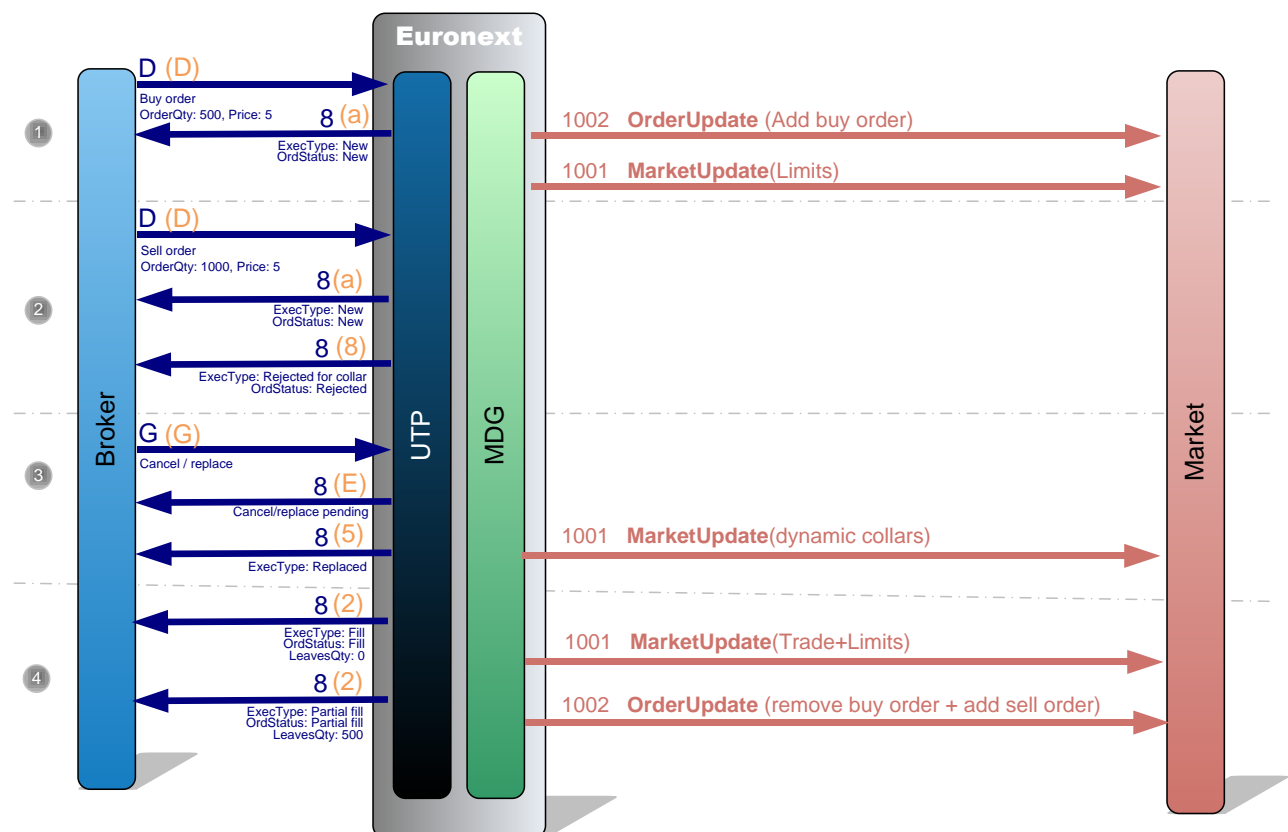 Euronext
D (D)
Buy order
OrderQty: 500, Price: 5
8 (a)
ExecType: New
OrdStatus: New
1
1002 OrderUpdate (Add buy order)
1001 MarketUpdate(Limits)
D (D)
Sell order
OrderQty: 1000, Price: 5
8 (a)
ExecType: New
OrdStatus: New
2
8 (8)
ExecType: Rejected for collar
OrdStatus: Rejected
Broker
UTP
MDG
Market
G (G)
Cancel / replace
3
8 (E)
Cancel/replace pending
8 (5)
ExecType: Replaced
1001 MarketUpdate(dynamic collars)
8 (2)
ExecType: Fill
OrdStatus: Fill
LeavesQty: 0
1001 MarketUpdate(Trade+Limits)
4
8 (2)
ExecType: Partial fill
OrdStatus: Partial fill
LeavesQty: 500
1002 OrderUpdate (remove buy order + add sell order)